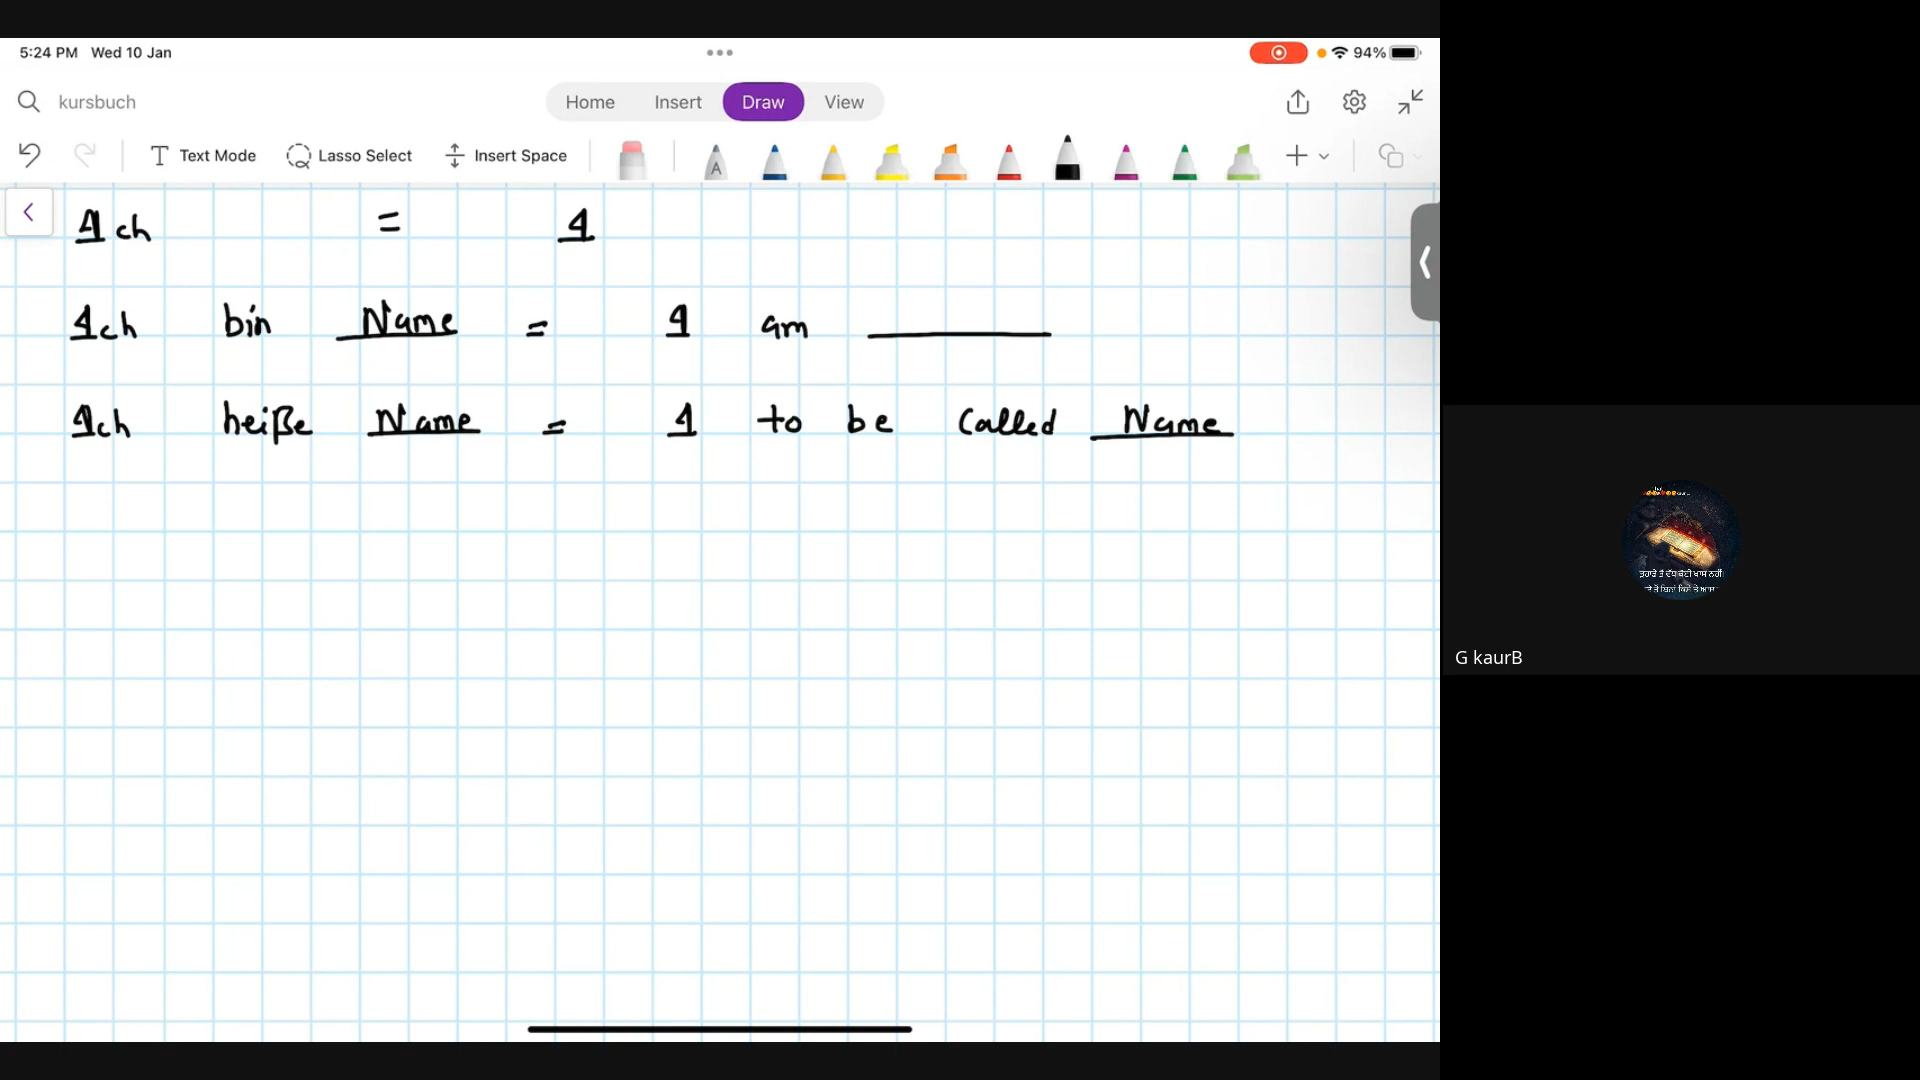 5:24 PM Wed 10 Jan
94%
kursbuch
Home Insert Draw View
Text Mode Lasso Select Insert Space
A
Ich = I
Ich bin Name = I am ______
Ich heiße Name = I to be Called Name
G kaurB